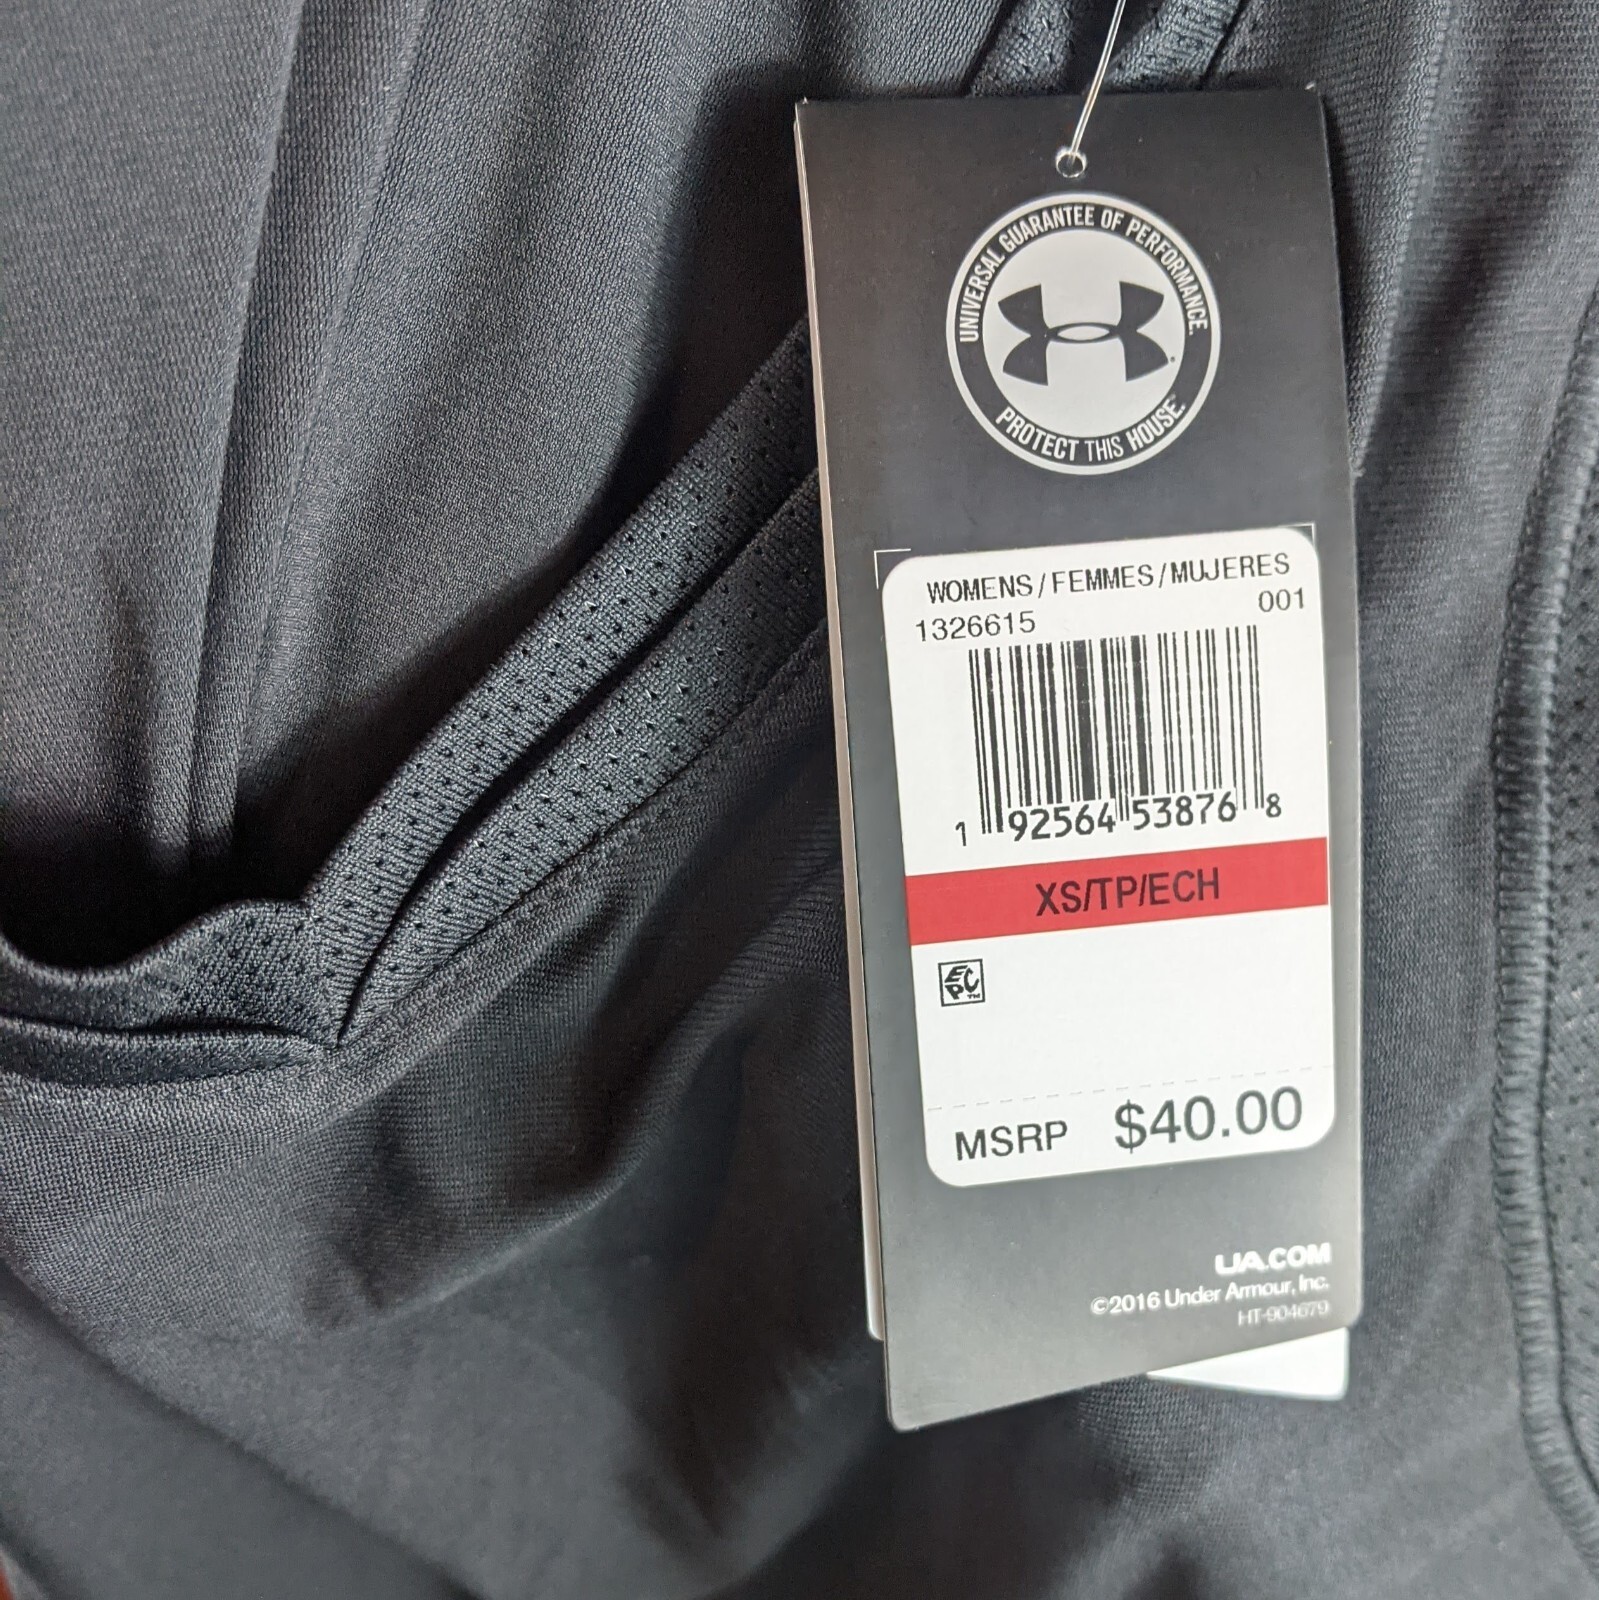 UNIVERSAL GUARANTEE OF PERFORMANCE.
PROTECT THIS HOUSE.
WOMENS/FEMMES/MUJERES
1326615 001
1 92564 53876 8
XS/TP/ECH
EPC™
MSRP $40.00
UA.COM
©2016 Under Armour, Inc.
HT-904679